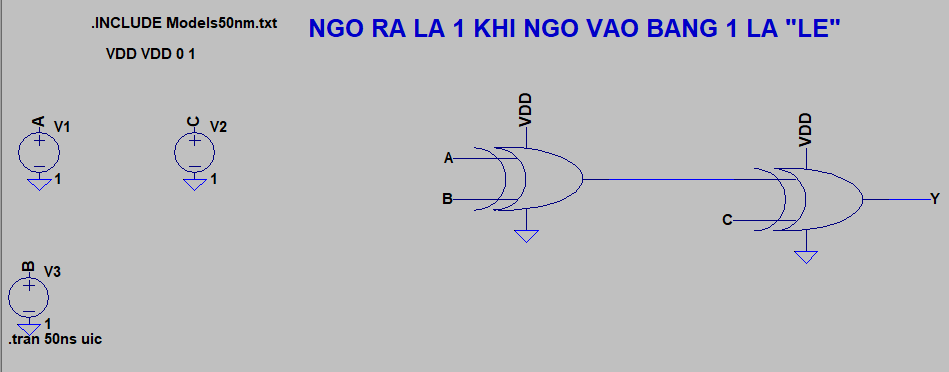 .INCLUDE Models50nm.txt
NGO RA LA 1 KHI NGO VAO BANG 1 LA "LE"
VDD VDD 0 1
A
V1
1
C
V2
1
B
V3
1
.tran 50ns uic
VDD
A
B
VDD
C
Y